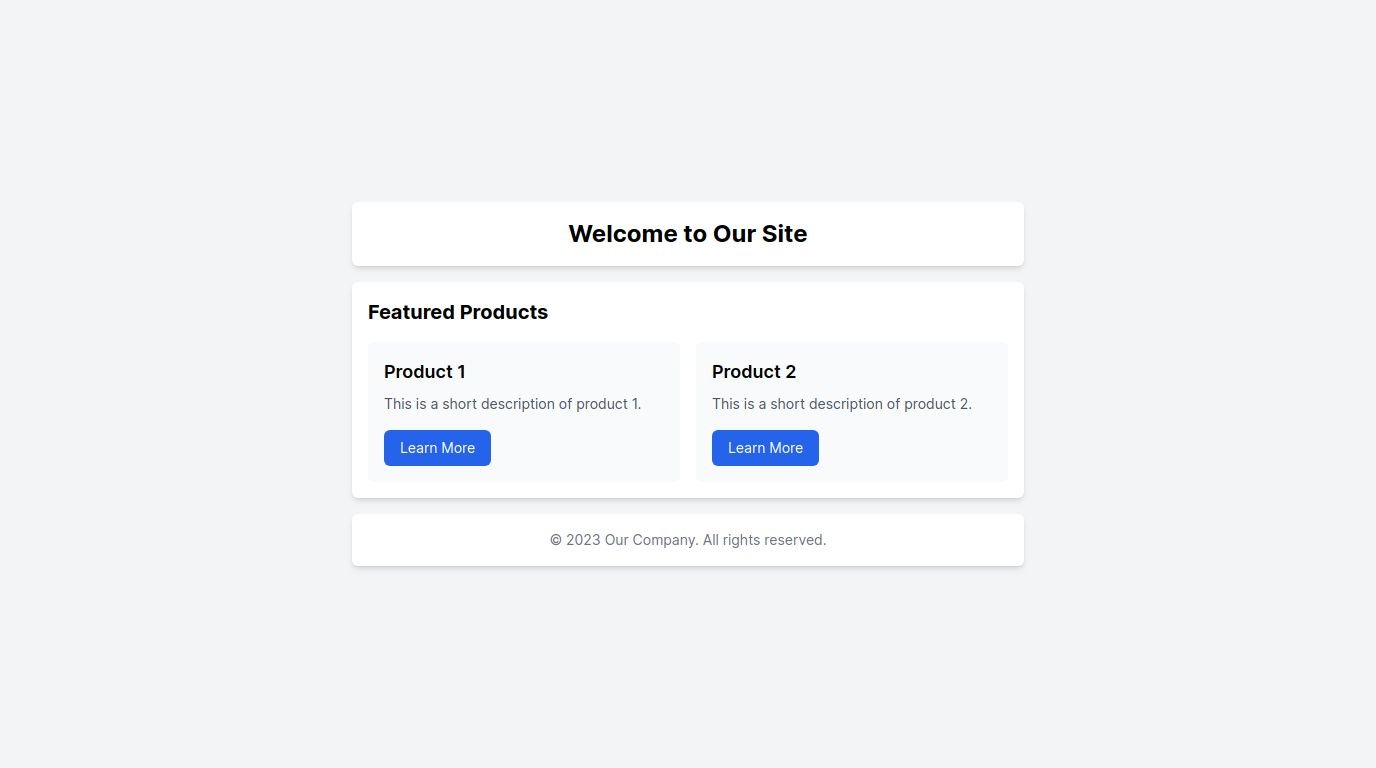 Welcome to Our Site
Featured Products
Product 1
This is a short description of product 1.
Learn More
Product 2
This is a short description of product 2.
Learn More
© 2023 Our Company. All rights reserved.